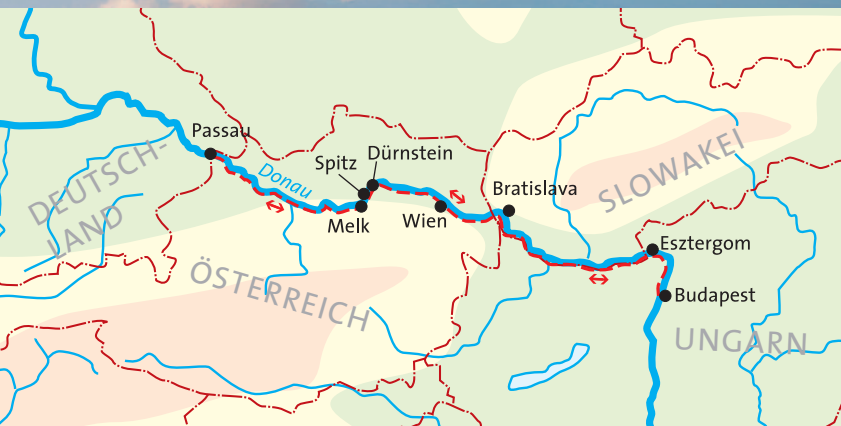 Passau
DEUTSCH-
LAND
Donau
Spitz
Dürnstein
Melk
Wien
Bratislava
SLOWAKEI
Esztergom
Budapest
ÖSTERREICH
UNGARN